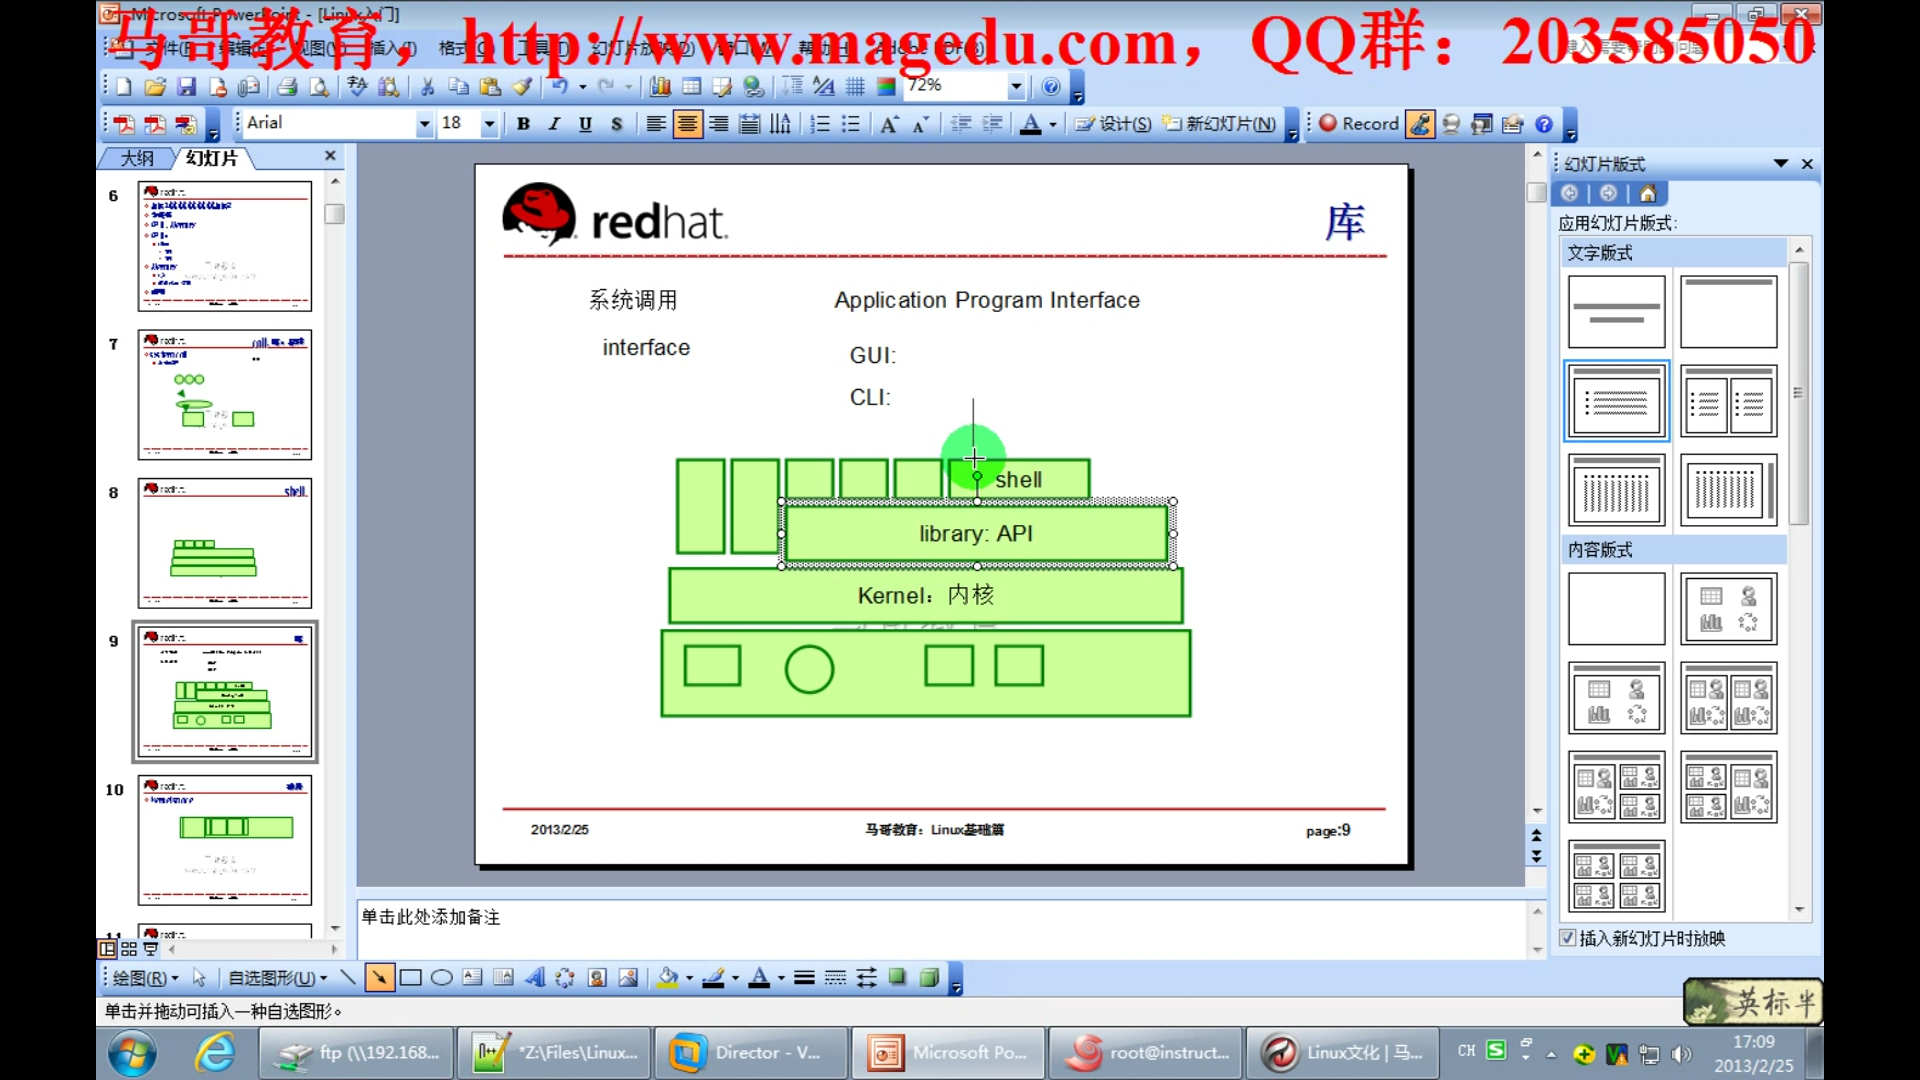 Microsoft PowerPoint - [Linux入门]
马哥教育，http://www.magedu.com，QQ群：203585050
72%
Arial
18
设计(S)
新幻灯片(N)
Record
大纲
幻灯片
幻灯片版式
应用幻灯片版式:
文字版式
内容版式
插入新幻灯片时放映
6
7
8
shell
9
10
redhat.
库
系统调用
Application Program Interface
interface
GUI:
CLI:
shell
library: API
Kernel：内核
2013/2/25
马哥教育：Linux基础篇
page:9
单击此处添加备注
绘图(R)
自选图形(U)
单击并拖动可插入一种自选图形。
英标半
ftp (\\192.168...
*Z:\Files\Linux...
Director - V...
Microsoft Po...
root@instruct...
Linux文化 | 马...
CH
17:09
2013/2/25